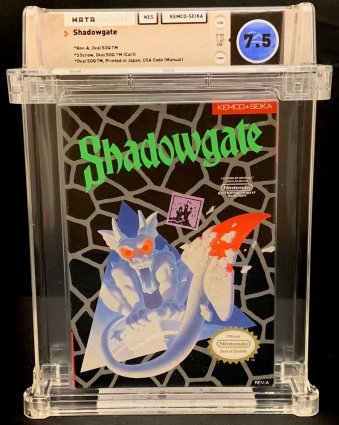 WATA
NES
KEMCO-SEIKA
Shadowgate
*Rev-A, Oval SOQ TM
*3 Screw, Oval SOQ TM (Cart)
*Oval SOQ TM, Printed in Japan, USA Code (Manual)
7.5
KEMCO★SEIKA
Shadowgate
Nintendo
Official
Nintendo
Seal of Quality
REV-A